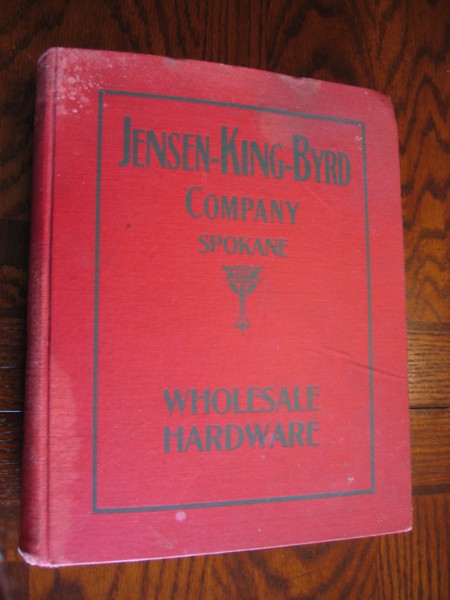 JENSEN-KING-BYRD
COMPANY
SPOKANE
WHOLESALE
HARDWARE